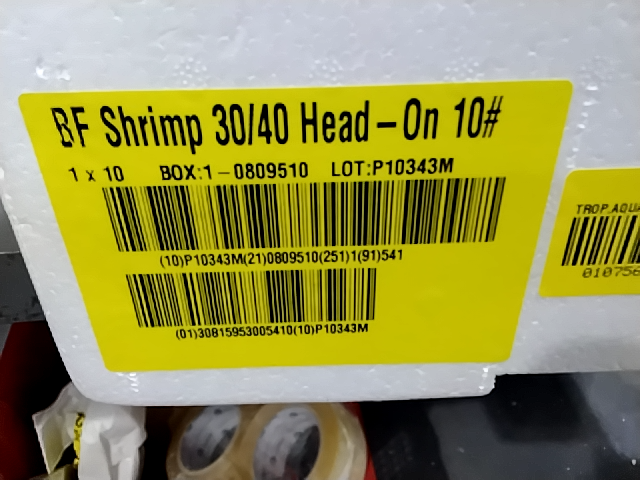 BF Shrimp 30/40 Head-On 10#
1 x 10 BOX:1-0809510 LOT:P10343M
(10)P10343M(21)0809510(251)1(91)541
(01)30815953005410(10)P10343M
TROP.AQUA
010756